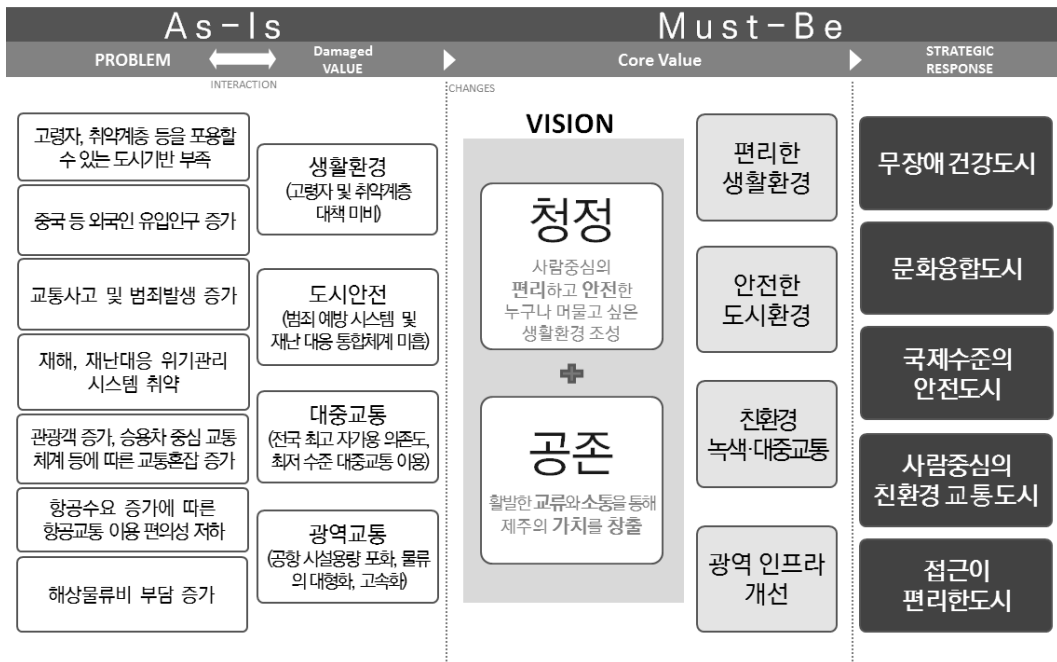 As-Is
Must-Be
PROBLEM
Damaged
VALUE
Core Value
STRATEGIC
RESPONSE
INTERACTION
CHANGES
고령자, 취약계층 등을 포용할
수 있는 도시기반 부족
중국 등 외국인 유입인구 증가
교통사고 및 범죄발생 증가
재해, 재난대응 위기관리
시스템 취약
관광객 증가, 승용차 중심 교통
체계 등에 따른 교통혼잡 증가
항공수요 증가에 따른
항공교통 이용 편의성 저하
해상물류비 부담 증가
생활환경
(고령자 및 취약계층
대책 미비)
도시안전
(범죄 예방 시스템 및
재난 대응 통합체계 미흡)
대중교통
(전국 최고 자가용 의존도,
최저 수준 대중교통 이용)
광역교통
(공항 시설용량 포화, 물류
의 대형화, 고속화)
VISION
청정
사람중심의
편리하고 안전한
누구나 머물고 싶은
생활환경 조성
공존
활발한 교류와 소통을 통해
제주의 가치를 창출
편리한
생활환경
안전한
도시환경
친환경
녹색·대중교통
광역 인프라
개선
무장애 건강도시
문화융합도시
국제수준의
안전도시
사람중심의
친환경 교통도시
접근이
편리한도시